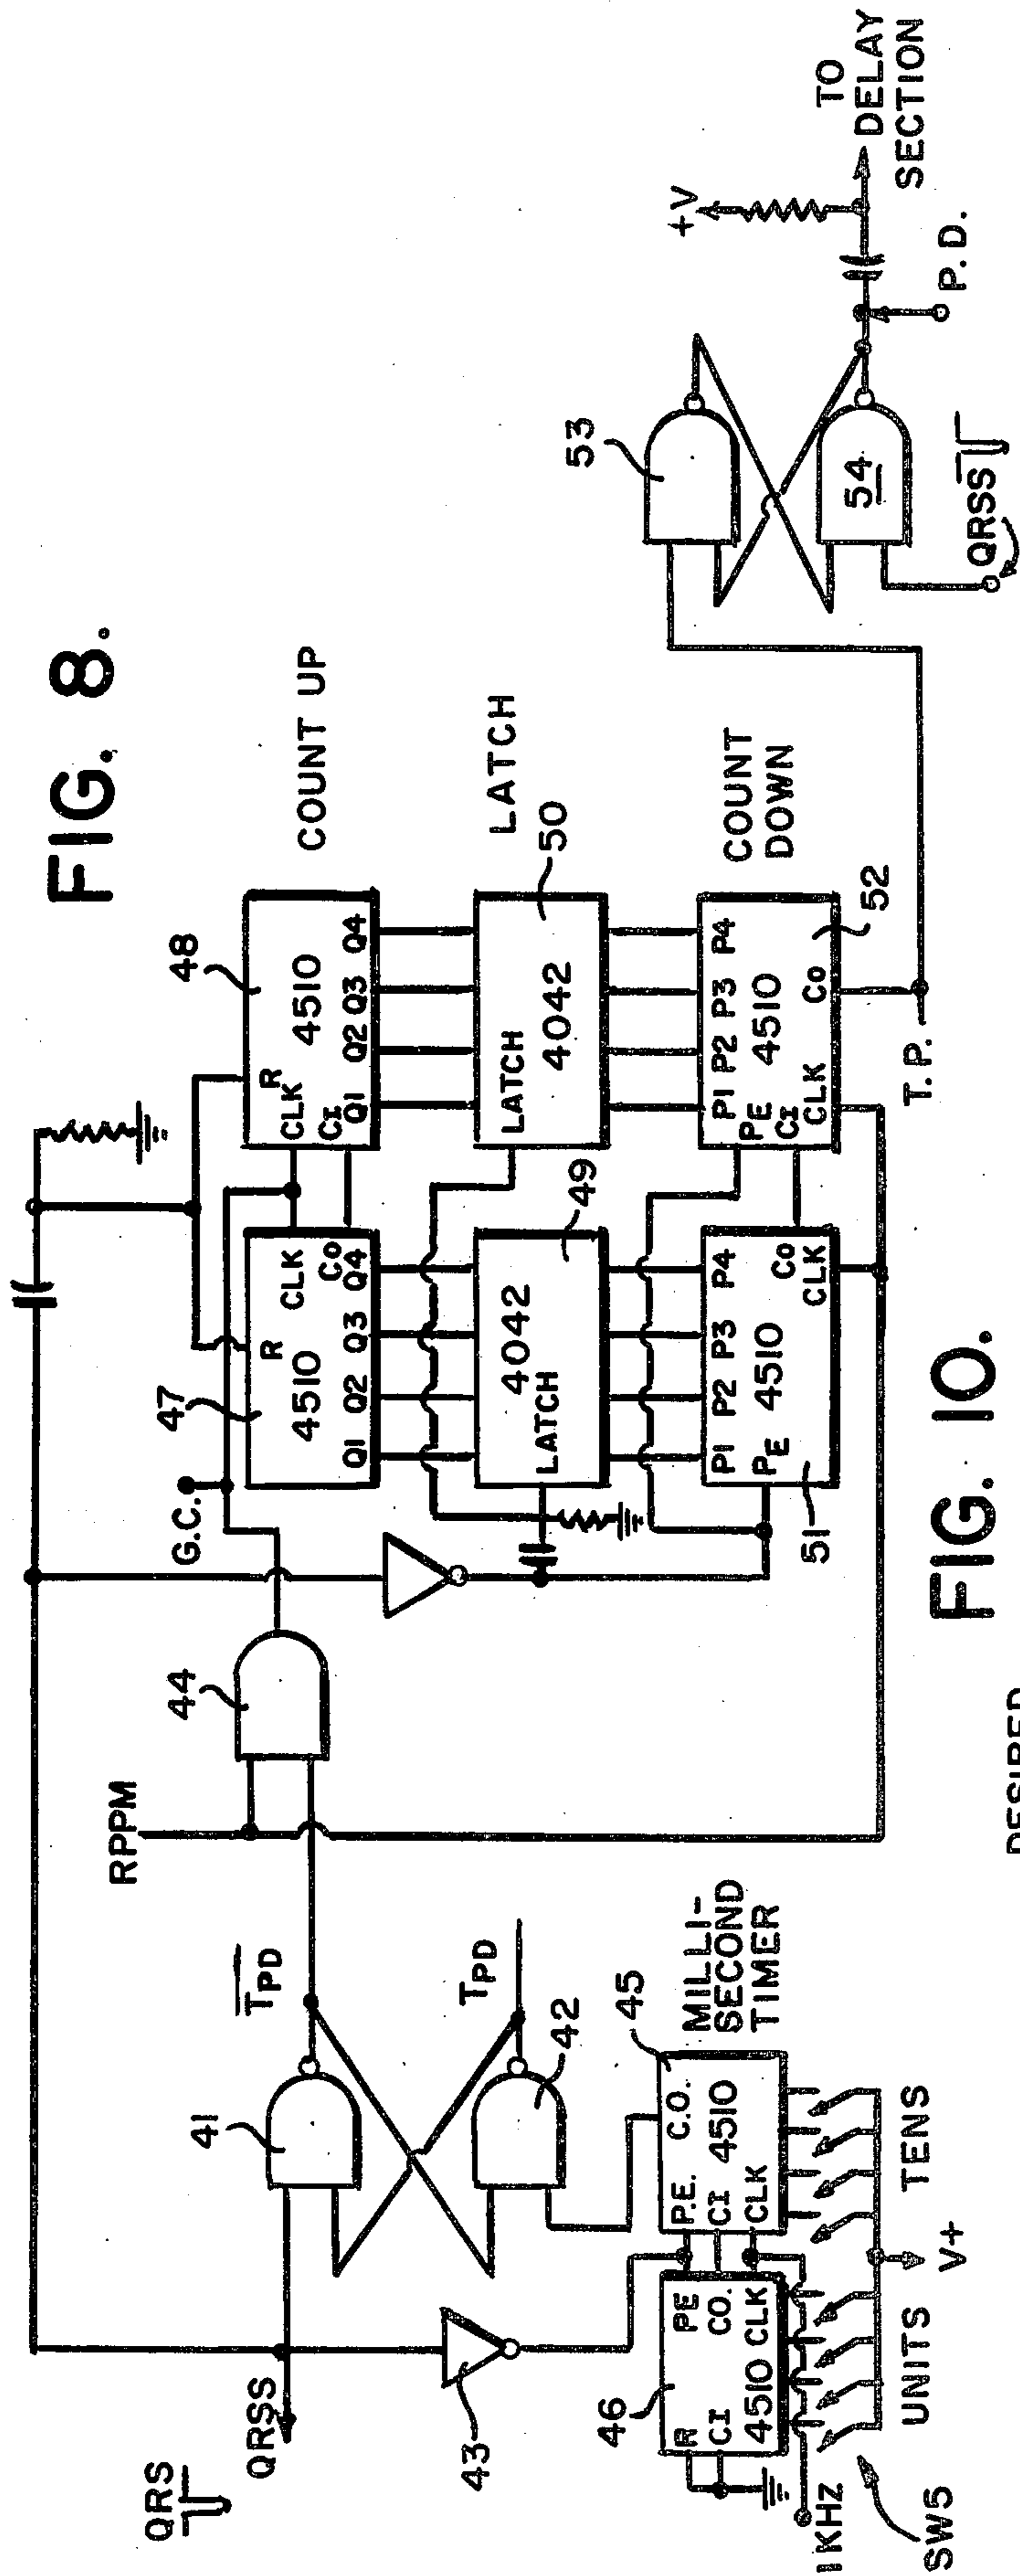 FIG. 8.
QRS
QRSS
41
T̅P̅D̅
TPD
42
43
RPPM
44
G.C.
47
R
CLK
4510
CO
Q1 Q2 Q3 Q4
48
R
CLK
4510
CI
Q1 Q2 Q3 Q4
COUNT UP
49
4042
LATCH
50
LATCH
4042
LATCH
P1 P2 P3 P4
PE
4510
CO
CLK
51
P1 P2 P3 P4
PE
4510
CI
CLK
CO
52
COUNT
DOWN
T.P.
53
54
QRSS
P.D.
+V
TO
DELAY
SECTION
46
R
PE
CI
CO.
4510 CLK
45
P.E.
C.O.
CI
4510
CLK
MILLI-
SECOND
TIMER
1KHZ
SW5
UNITS
V+
TENS
FIG. 10.
DESIRED